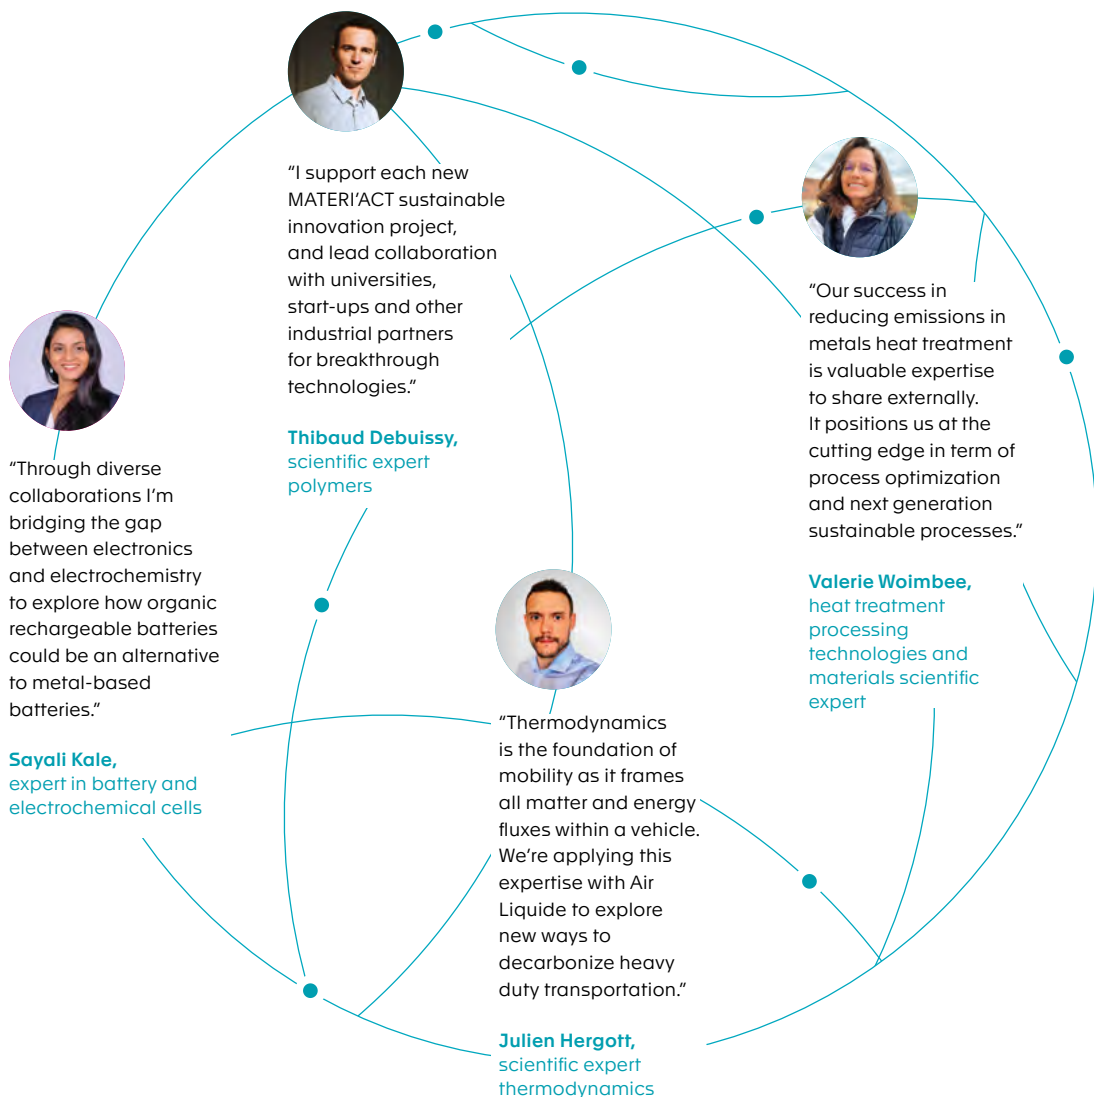 “I support each new
MATERI’ACT sustainable
innovation project,
and lead collaboration
with universities,
start-ups and other
industrial partners
for breakthrough
technologies.”
Thibaud Debuissy,
scientific expert
polymers
“Our success in
reducing emissions in
metals heat treatment
is valuable expertise
to share externally.
It positions us at the
cutting edge in term of
process optimization
and next generation
sustainable processes.”
Valerie Woimbee,
heat treatment
processing
technologies and
materials scientific
expert
“Through diverse
collaborations I’m
bridging the gap
between electronics
and electrochemistry
to explore how organic
rechargeable batteries
could be an alternative
to metal-based
batteries.”
Sayali Kale,
expert in battery and
electrochemical cells
“Thermodynamics
is the foundation of
mobility as it frames
all matter and energy
fluxes within a vehicle.
We’re applying this
expertise with Air
Liquide to explore
new ways to
decarbonize heavy
duty transportation.”
Julien Hergott,
scientific expert
thermodynamics